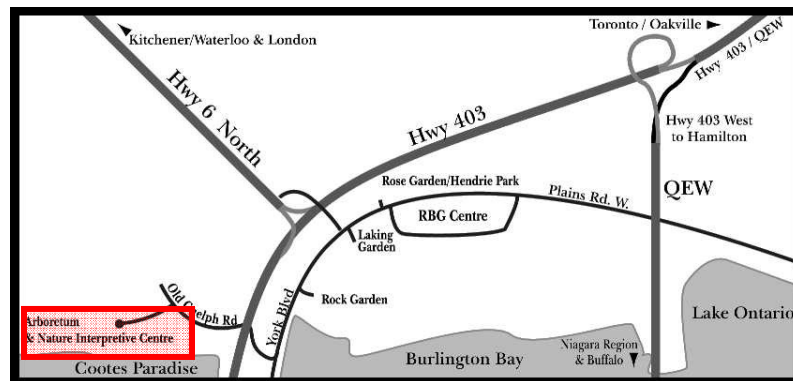 Toronto / Oakville
Kitchener/Waterloo & London
Hwy 403 / QEW
Hwy 6 North
Hwy 403
Hwy 403 West
to Hamilton
Rose Garden/Hendrie Park
Plains Rd. W.
QEW
RBG Centre
Laking
Garden
Old Guelph Rd
York Blvd
Rock Garden
Arboretum
& Nature Interpretive Centre
Lake Ontario
Niagara Region
& Buffalo
Burlington Bay
Cootes Paradise